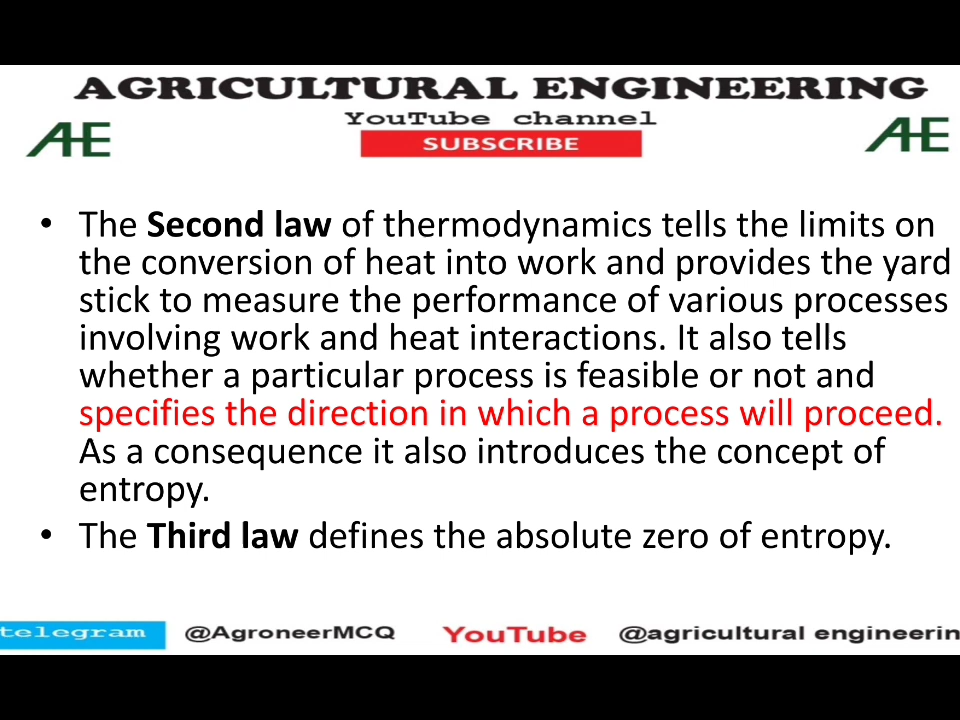 AGRICULTURAL ENGINEERING
YouTube channel
AE SUBSCRIBE AE
• The Second law of thermodynamics tells the limits on
the conversion of heat into work and provides the yard
stick to measure the performance of various processes
involving work and heat interactions. It also tells
whether a particular process is feasible or not and
specifies the direction in which a process will proceed.
As a consequence it also introduces the concept of
entropy.
• The Third law defines the absolute zero of entropy.
telegram @AgroneerMCQ YouTube @agricultural engineerin